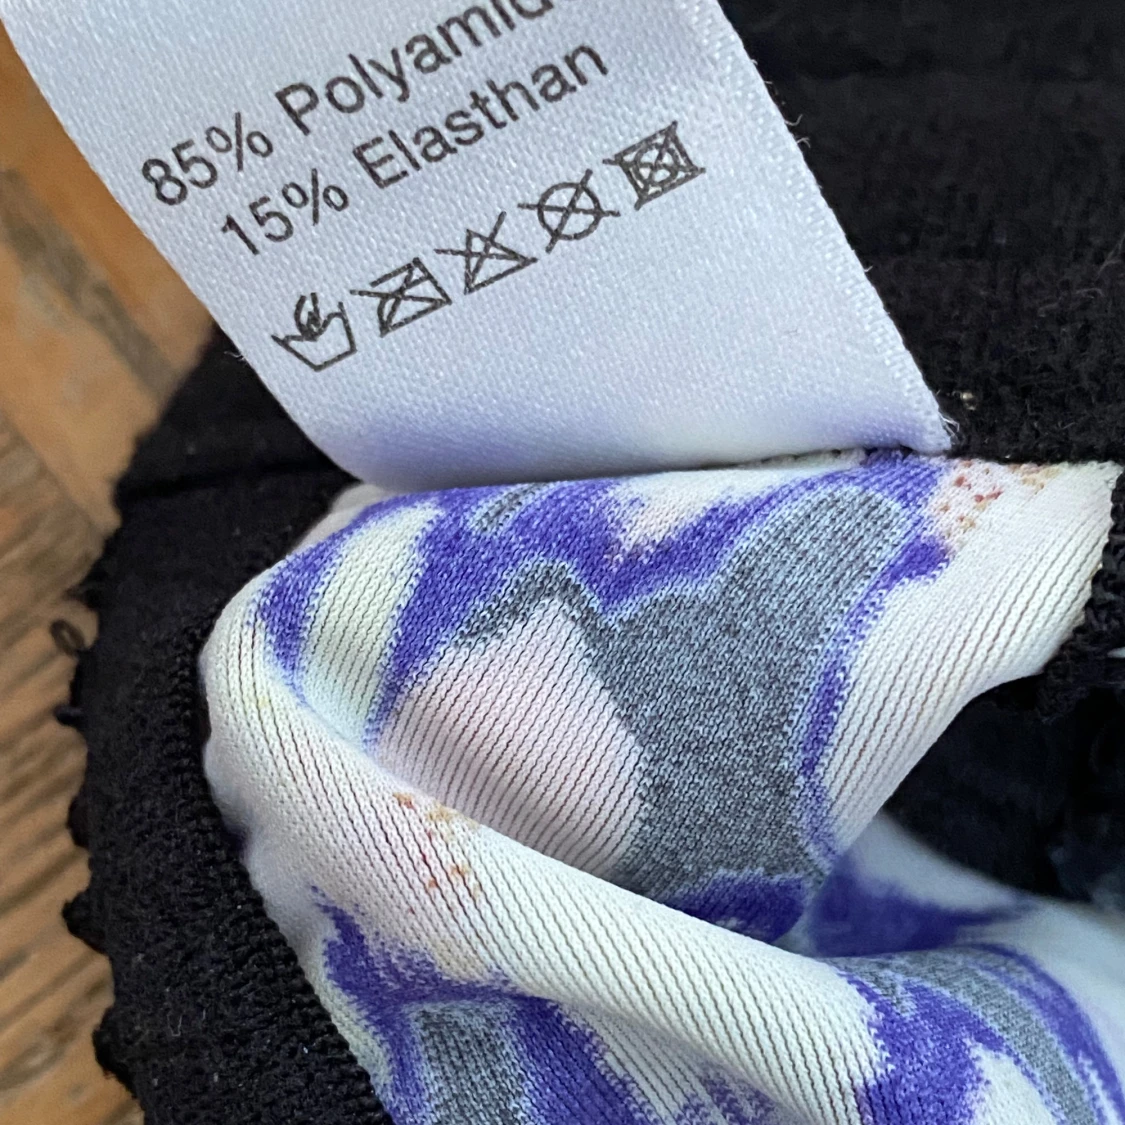 85% Polyamid
15% Elasthan